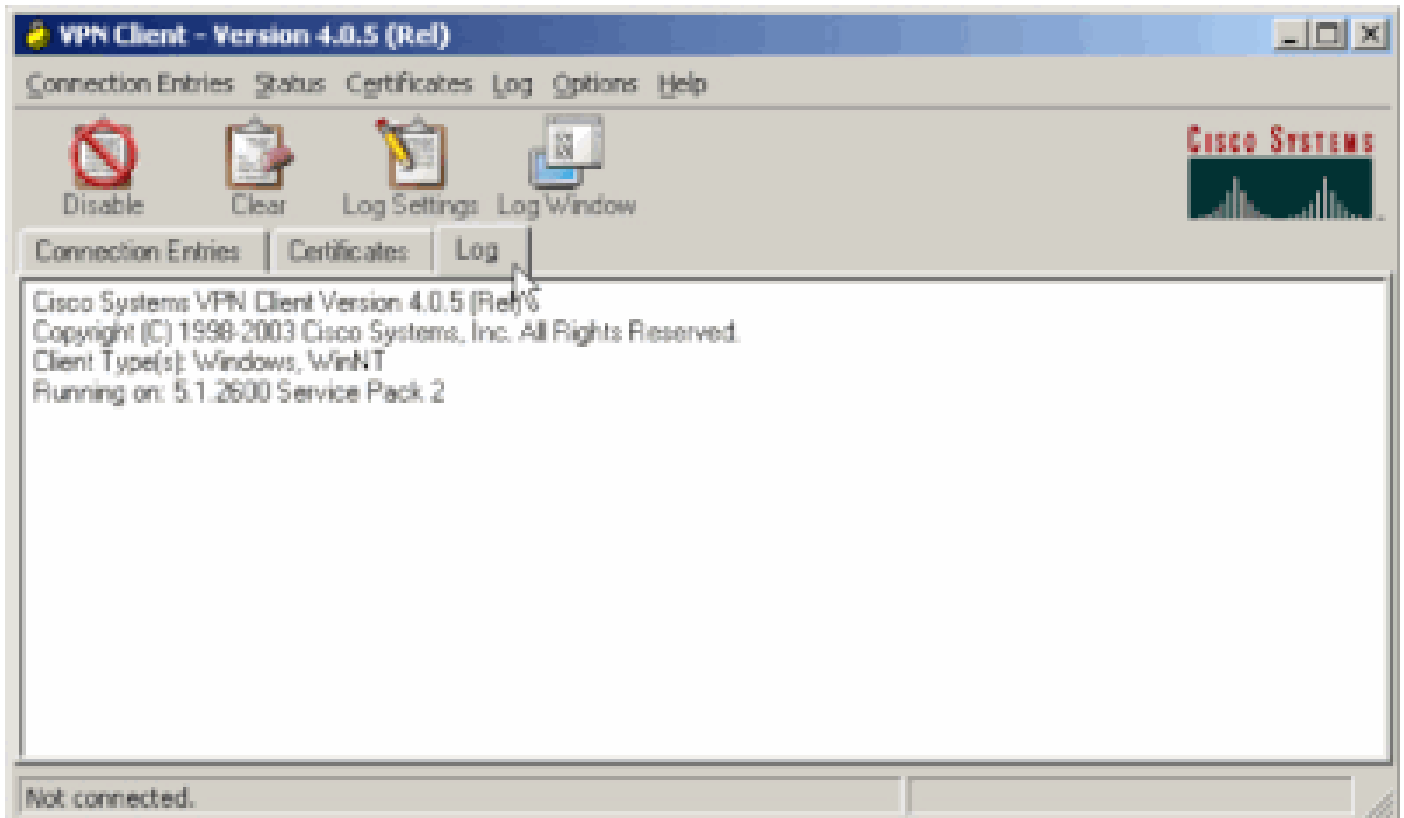 VPN Client - Version 4.0.5 (Rel)
Connection Entries Status Certificates Log Options Help
Disable Clear Log Settings Log Window
CISCO SYSTEMS
Connection Entries Certificates Log
Cisco Systems VPN Client Version 4.0.5 (Rel)
Copyright (C) 1998-2003 Cisco Systems, Inc. All Rights Reserved.
Client Type(s): Windows, WinNT
Running on: 5.1.2600 Service Pack 2
Not connected.